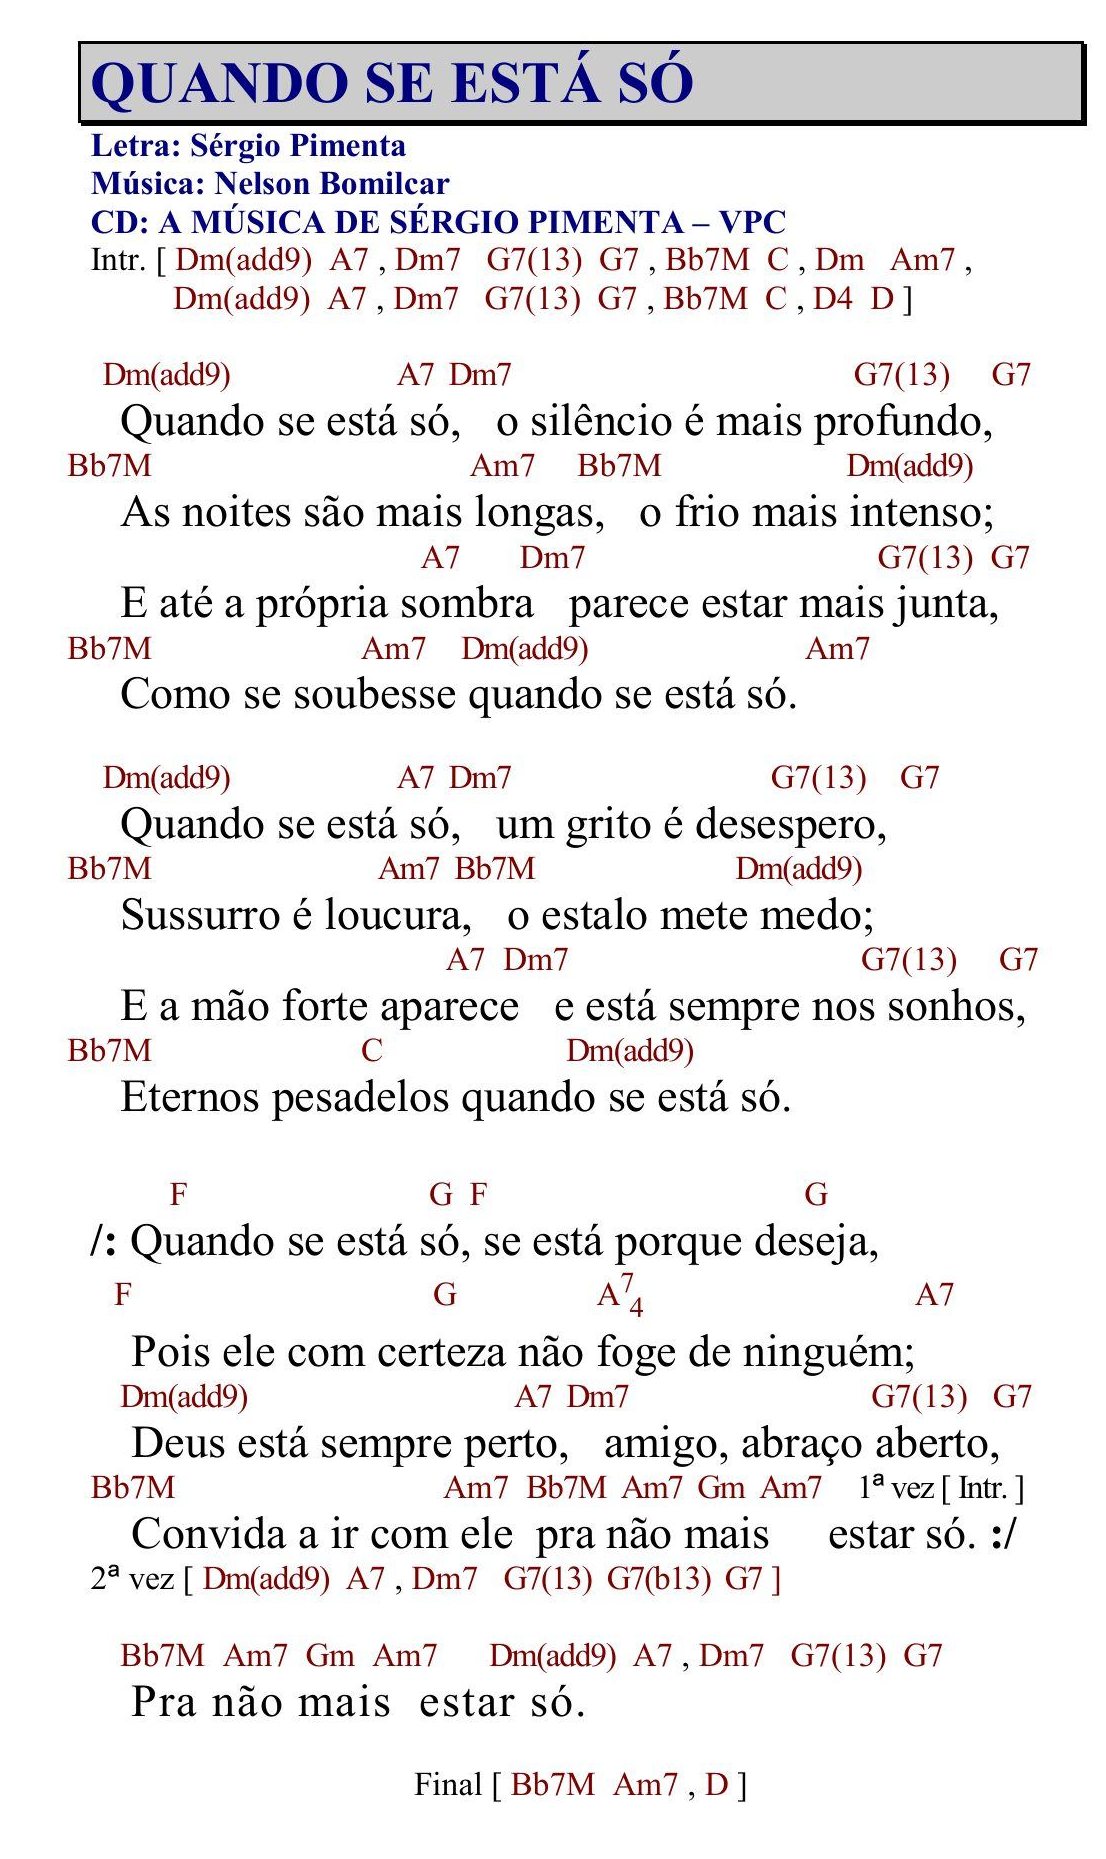 QUANDO SE ESTÁ SÓ
Letra: Sérgio Pimenta
Música: Nelson Bomilcar
CD: A MÚSICA DE SÉRGIO PIMENTA – VPC
Intr. [ Dm(add9) A7 , Dm7 G7(13) G7 , Bb7M C , Dm Am7 ,
Dm(add9) A7 , Dm7 G7(13) G7 , Bb7M C , D4 D ]
Dm(add9) A7 Dm7 G7(13) G7
Quando se está só, o silêncio é mais profundo,
Bb7M Am7 Bb7M Dm(add9)
As noites são mais longas, o frio mais intenso;
A7 Dm7 G7(13) G7
E até a própria sombra parece estar mais junta,
Bb7M Am7 Dm(add9) Am7
Como se soubesse quando se está só.
Dm(add9) A7 Dm7 G7(13) G7
Quando se está só, um grito é desespero,
Bb7M Am7 Bb7M Dm(add9)
Sussurro é loucura, o estalo mete medo;
A7 Dm7 G7(13) G7
E a mão forte aparece e está sempre nos sonhos,
Bb7M C Dm(add9)
Eternos pesadelos quando se está só.
F G F G
/: Quando se está só, se está porque deseja,
F G A7 4 A7
Pois ele com certeza não foge de ninguém;
Dm(add9) A7 Dm7 G7(13) G7
Deus está sempre perto, amigo, abraço aberto,
Bb7M Am7 Bb7M Am7 Gm Am7 1ª vez [ Intr. ]
Convida a ir com ele pra não mais estar só. :/
2ª vez [ Dm(add9) A7 , Dm7 G7(13) G7(b13) G7 ]
Bb7M Am7 Gm Am7 Dm(add9) A7 , Dm7 G7(13) G7
Pra não mais estar só.
Final [ Bb7M Am7 , D ]